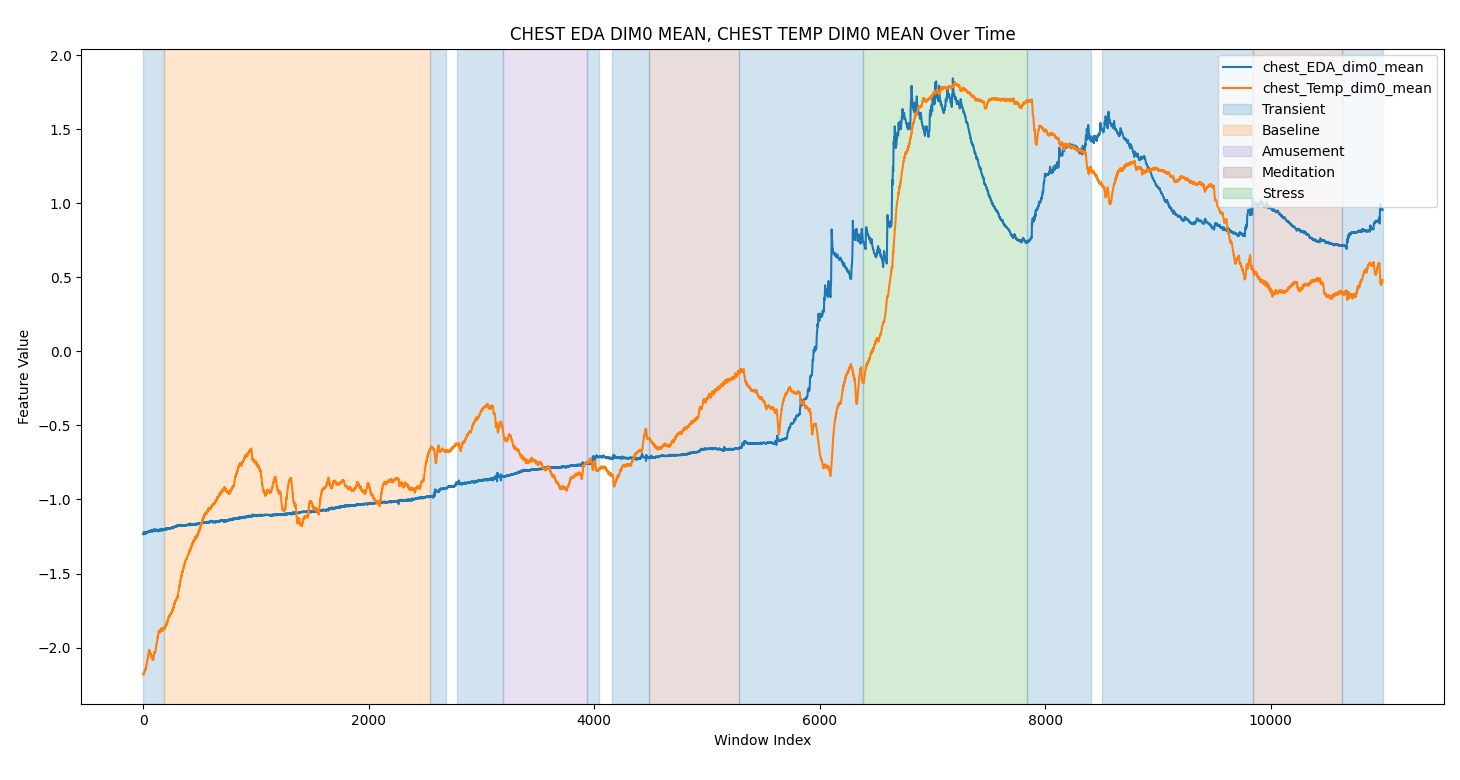 CHEST EDA DIM0 MEAN, CHEST TEMP DIM0 MEAN Over Time
chest_EDA_dim0_mean
chest_Temp_dim0_mean
Transient
Baseline
Amusement
Meditation
Stress
Feature Value
2.0
1.5
1.0
0.5
0.0
−0.5
−1.0
−1.5
−2.0
0
2000
4000
6000
8000
10000
Window Index